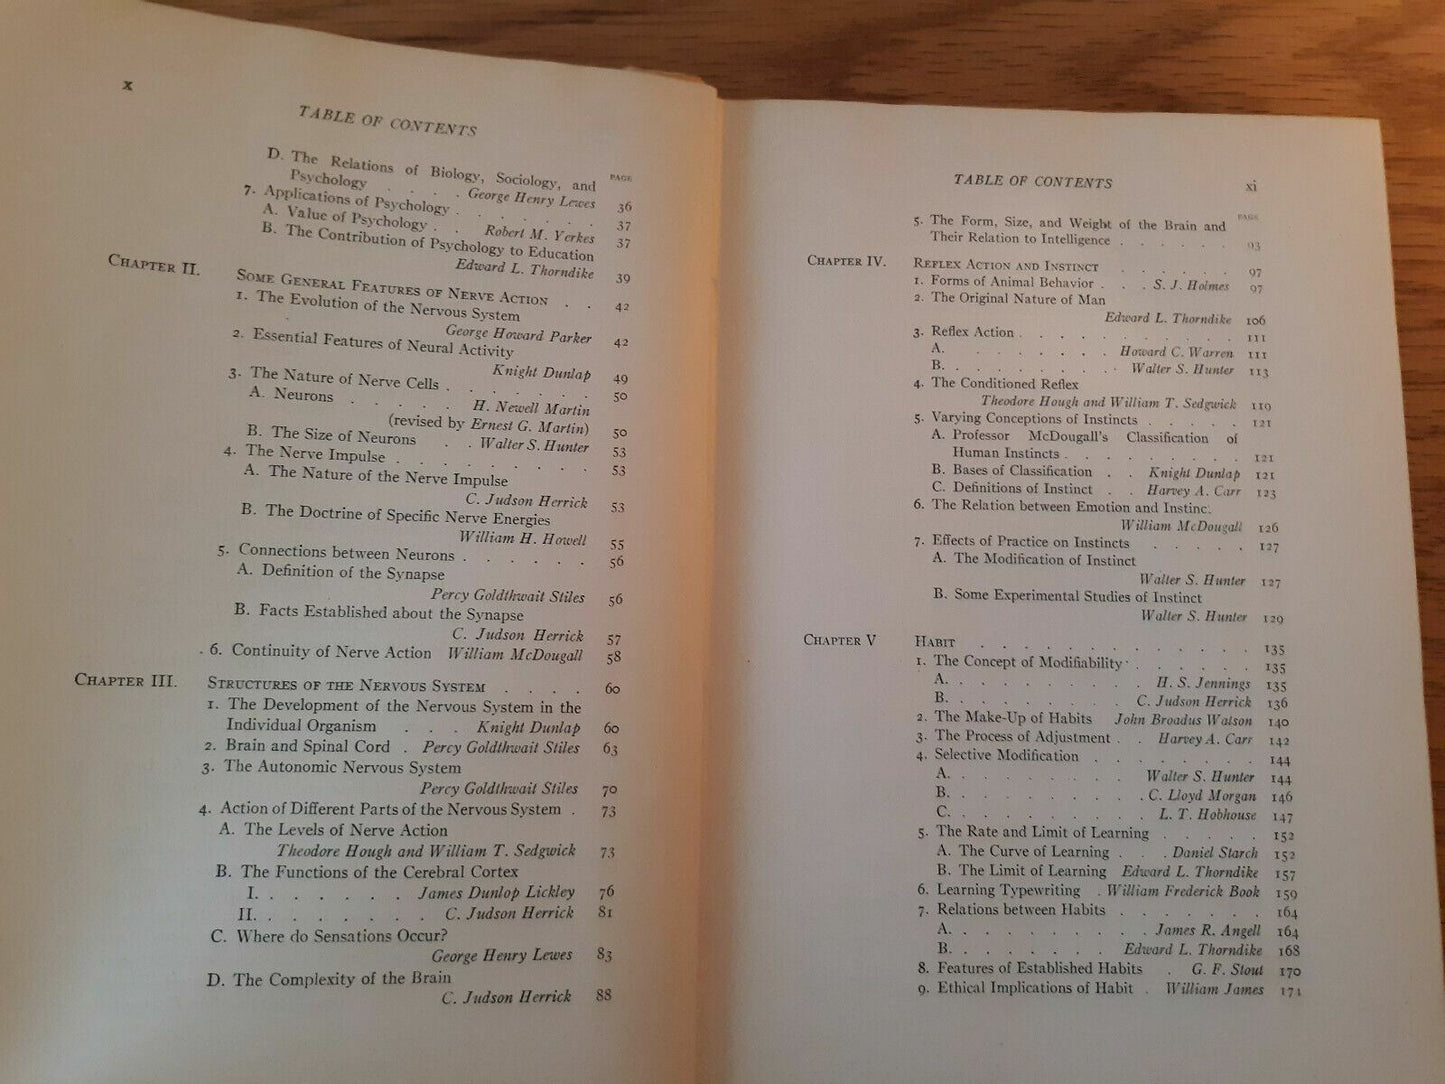 x
TABLE OF CONTENTS
PAGE
D. The Relations of Biology, Sociology, and
Psychology . . . . George Henry Lewes 36
7. Applications of Psychology . . . . . . 37
A. Value of Psychology . . Robert M. Yerkes 37
B. The Contribution of Psychology to Education
Edward L. Thorndike 39
CHAPTER II. SOME GENERAL FEATURES OF NERVE ACTION . . 42
1. The Evolution of the Nervous System
George Howard Parker 42
2. Essential Features of Neural Activity
Knight Dunlap 49
3. The Nature of Nerve Cells . . . . . . 50
A. Neurons . . . . . H. Newell Martin
(revised by Ernest G. Martin) 50
B. The Size of Neurons . . Walter S. Hunter 53
4. The Nerve Impulse . . . . . . . . 53
A. The Nature of the Nerve Impulse
C. Judson Herrick 53
B. The Doctrine of Specific Nerve Energies
William H. Howell 55
5. Connections between Neurons . . . . . . 56
A. Definition of the Synapse
Percy Goldthwait Stiles 56
B. Facts Established about the Synapse
C. Judson Herrick 57
6. Continuity of Nerve Action William McDougall 58
CHAPTER III. STRUCTURES OF THE NERVOUS SYSTEM . . . . 60
1. The Development of the Nervous System in the
Individual Organism . . . Knight Dunlap 60
2. Brain and Spinal Cord . Percy Goldthwait Stiles 63
3. The Autonomic Nervous System
Percy Goldthwait Stiles 70
4. Action of Different Parts of the Nervous System . 73
A. The Levels of Nerve Action
Theodore Hough and William T. Sedgwick 73
B. The Functions of the Cerebral Cortex
I. . . . . . . James Dunlop Lickley 76
II. . . . . . . . C. Judson Herrick 81
C. Where do Sensations Occur?
George Henry Lewes 83
D. The Complexity of the Brain
C. Judson Herrick 88
TABLE OF CONTENTS xi
PAGE
5. The Form, Size, and Weight of the Brain and
Their Relation to Intelligence . . . . . . 93
CHAPTER IV. REFLEX ACTION AND INSTINCT . . . . . . 97
1. Forms of Animal Behavior . . . S. J. Holmes 97
2. The Original Nature of Man
Edward L. Thorndike 106
3. Reflex Action . . . . . . . . . . 111
A. . . . . . . Howard C. Warren 111
B. . . . . . . . . Walter S. Hunter 113
4. The Conditioned Reflex
Theodore Hough and William T. Sedgwick 119
5. Varying Conceptions of Instincts . . . . . 121
A. Professor McDougall's Classification of
Human Instincts . . . . . . . . 121
B. Bases of Classification . . Knight Dunlap 121
C. Definitions of Instinct . . Harvey A. Carr 123
6. The Relation between Emotion and Instinc.
William McDougall 126
7. Effects of Practice on Instincts . . . . . 127
A. The Modification of Instinct
Walter S. Hunter 127
B. Some Experimental Studies of Instinct
Walter S. Hunter 129
CHAPTER V HABIT . . . . . . . . . . . . 135
1. The Concept of Modifiability . . . . . . 135
A. . . . . . . . . H. S. Jennings 135
B. . . . . . . . . C. Judson Herrick 136
2. The Make-Up of Habits John Broadus Watson 140
3. The Process of Adjustment . . Harvey A. Carr 142
4. Selective Modification . . . . . . . 144
A. . . . . . . . . Walter S. Hunter 144
B. . . . . . . . . C. Lloyd Morgan 146
C. . . . . . . . . . L. T. Hobhouse 147
5. The Rate and Limit of Learning . . . . . 152
A. The Curve of Learning . . . Daniel Starch 152
B. The Limit of Learning Edward L. Thorndike 157
6. Learning Typewriting . William Frederick Book 159
7. Relations between Habits . . . . . . . 164
A. . . . . . . . . . James R. Angell 164
B. . . . . . . . Edward L. Thorndike 168
8. Features of Established Habits . G. F. Stout 170
9. Ethical Implications of Habit . William James 174